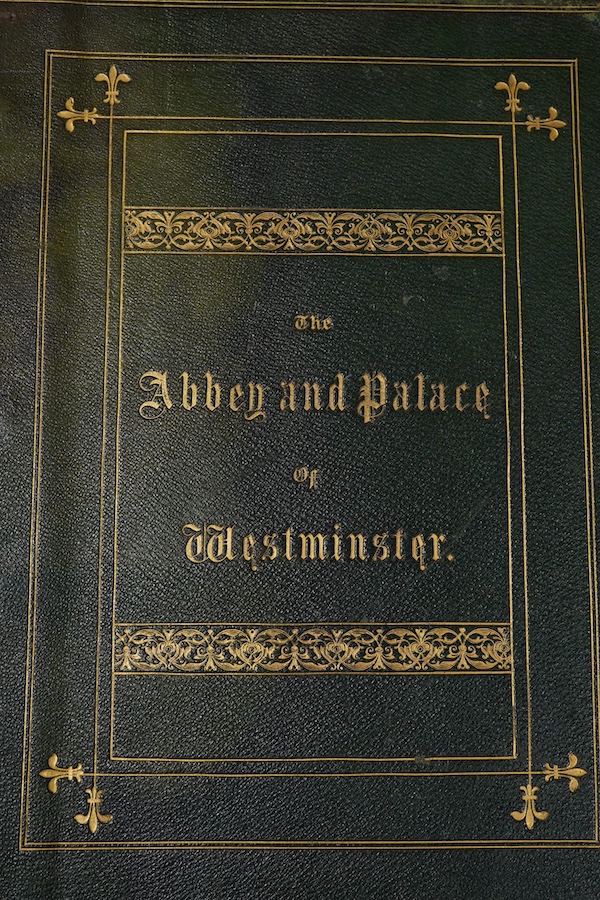 The
Abbey and Palace
Of
Westminster.